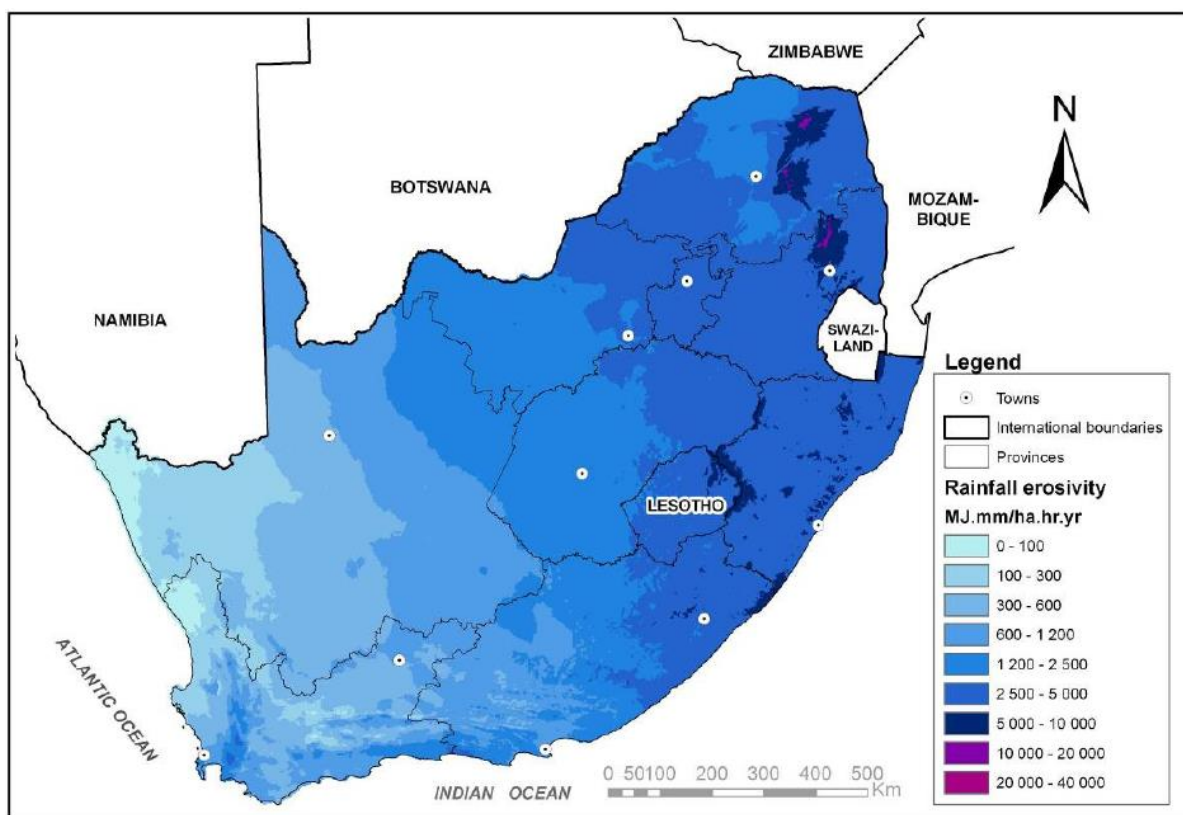 ZIMBABWE
N
BOTSWANA
MOZAM-
BIQUE
NAMIBIA
SWAZI-
LAND
LESOTHO
ATLANTIC OCEAN
INDIAN OCEAN
0 50100 200 300 400 500
Km
Legend
Towns
International boundaries
Provinces
Rainfall erosivity
MJ.mm/ha.hr.yr
0 - 100
100 - 300
300 - 600
600 - 1 200
1 200 - 2 500
2 500 - 5 000
5 000 - 10 000
10 000 - 20 000
20 000 - 40 000